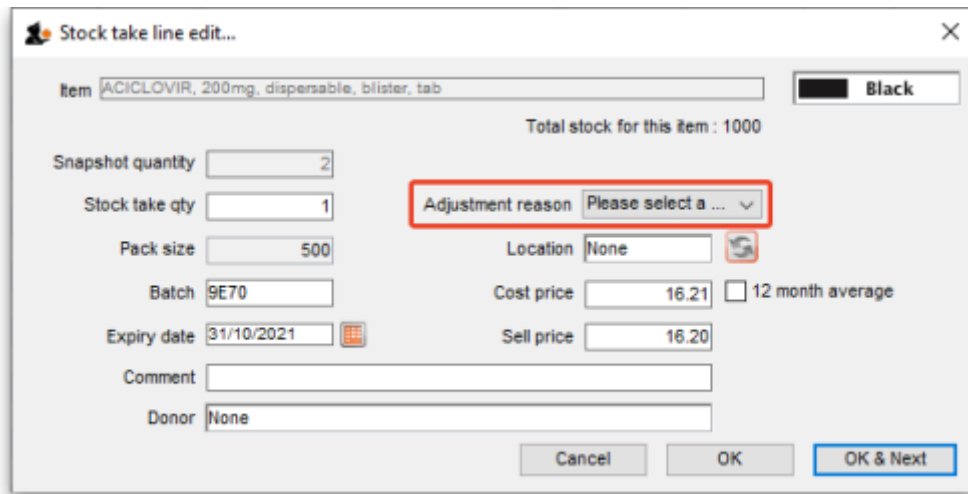 Stock take line edit...
Item ACICLOVIR, 200mg, dispersable, blister, tab Black
Total stock for this item : 1000
Snapshot quantity 2
Stock take qty 1 Adjustment reason Please select a ...
Pack size 500 Location None
Batch 9E70 Cost price 16.21 12 month average
Expiry date 31/10/2021 Sell price 16.20
Comment
Donor None
Cancel OK OK & Next